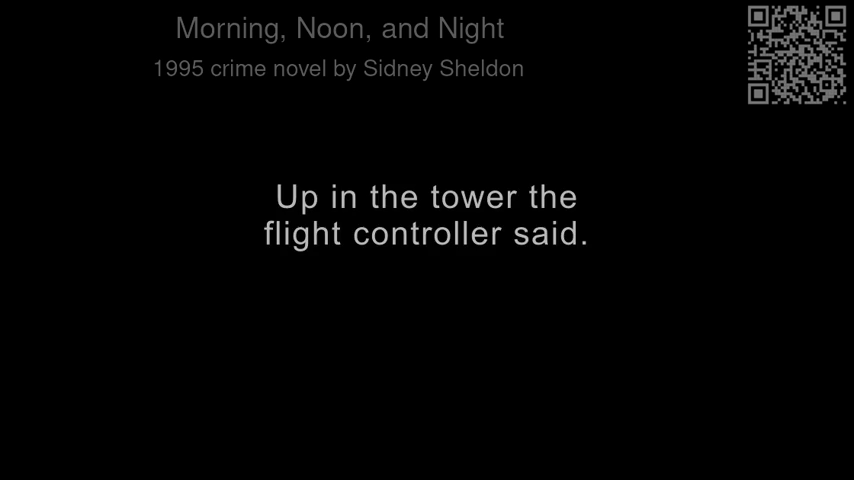 Morning, Noon, and Night
1995 crime novel by Sidney Sheldon
Up in the tower the
flight controller said.